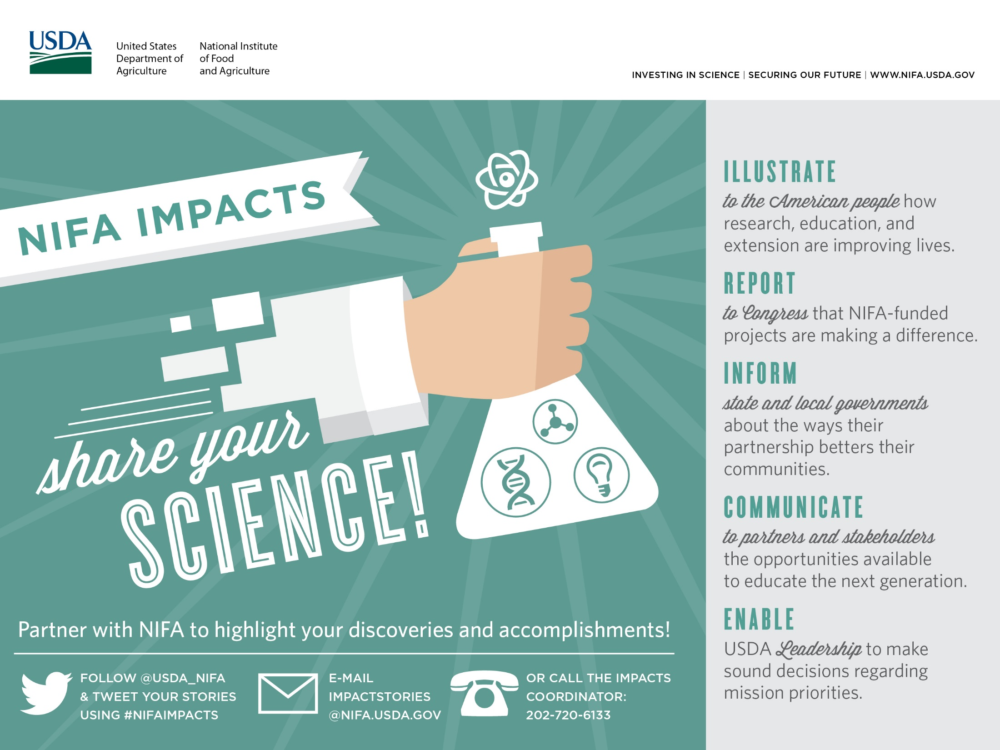 USDA
United States
Department of
Agriculture
National Institute
of Food
and Agriculture
INVESTING IN SCIENCE | SECURING OUR FUTURE | WWW.NIFA.USDA.GOV
NIFA IMPACTS
share your
SCIENCE!
Partner with NIFA to highlight your discoveries and accomplishments!
FOLLOW @USDA_NIFA
& TWEET YOUR STORIES
USING #NIFAIMPACTS
E-MAIL
IMPACTSTORIES
@NIFA.USDA.GOV
OR CALL THE IMPACTS
COORDINATOR:
202-720-6133
ILLUSTRATE
to the American people how
research, education, and
extension are improving lives.
REPORT
to Congress that NIFA-funded
projects are making a difference.
INFORM
state and local governments
about the ways their
partnership betters their
communities.
COMMUNICATE
to partners and stakeholders
the opportunities available
to educate the next generation.
ENABLE
USDA Leadership to make
sound decisions regarding
mission priorities.